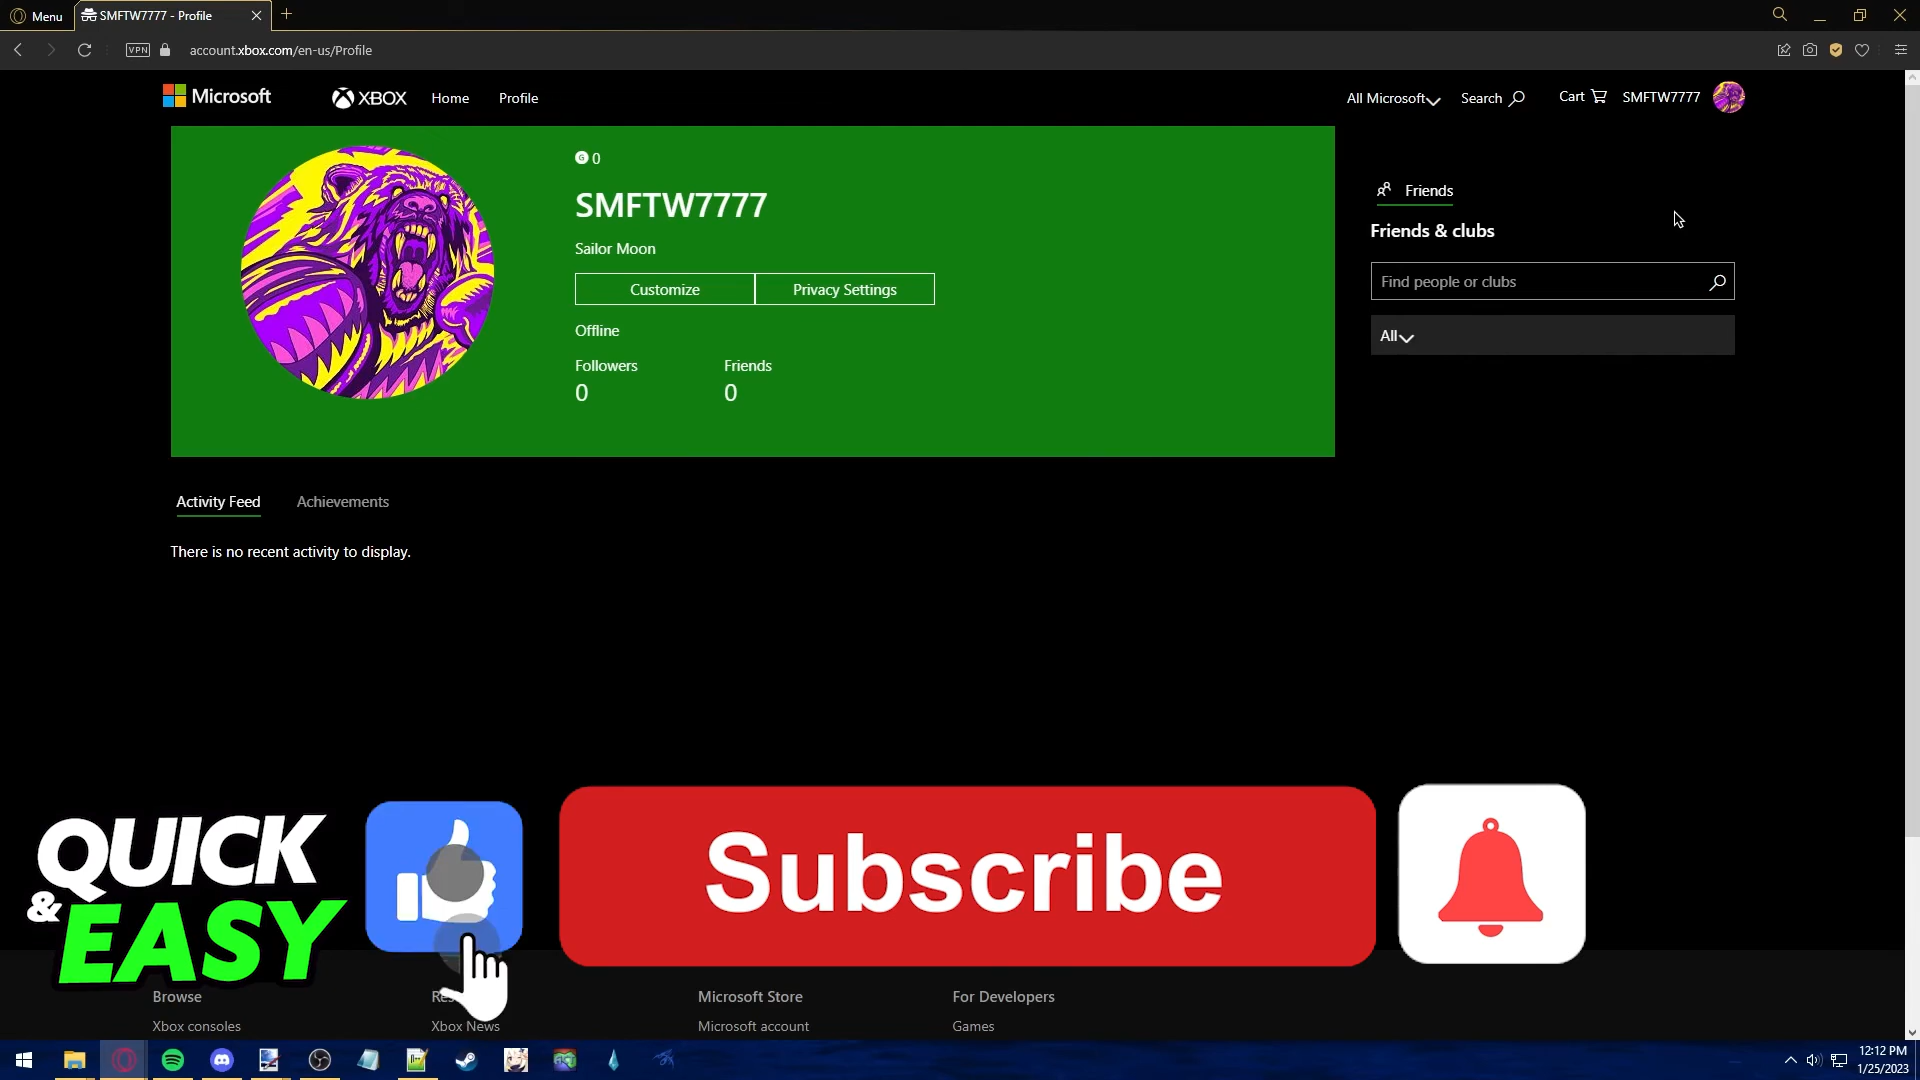 Menu
SMFTW7777 - Profile
VPN
account.xbox.com/en-us/Profile
Microsoft
XBOX
Home
Profile
All Microsoft
Search
Cart
SMFTW7777
G 0
SMFTW7777
Sailor Moon
Customize
Privacy Settings
Offline
Followers
Friends
0
0
Friends
Friends & clubs
Find people or clubs
All
Activity Feed
Achievements
There is no recent activity to display.
QUICK
&EASY
Subscribe
Browse
Microsoft Store
For Developers
Xbox consoles
Xbox News
Microsoft account
Games
12:12 PM
1/25/2023